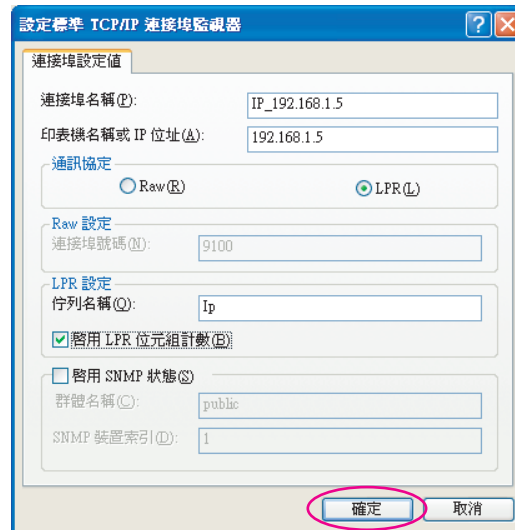 設定標準 TCP/IP 連接埠監視器
連接埠設定值
連接埠名稱(P): IP_192.168.1.5
印表機名稱或 IP 位址(A): 192.168.1.5
通訊協定
Raw(R) LPR(L)
Raw 設定
連接埠號碼(N): 9100
LPR 設定
佇列名稱(Q): Ip
啓用 LPR 位元組計數(B)
啓用 SNMP 狀態(S)
群體名稱(C): public
SNMP 裝置索引(D): 1
確定 取消